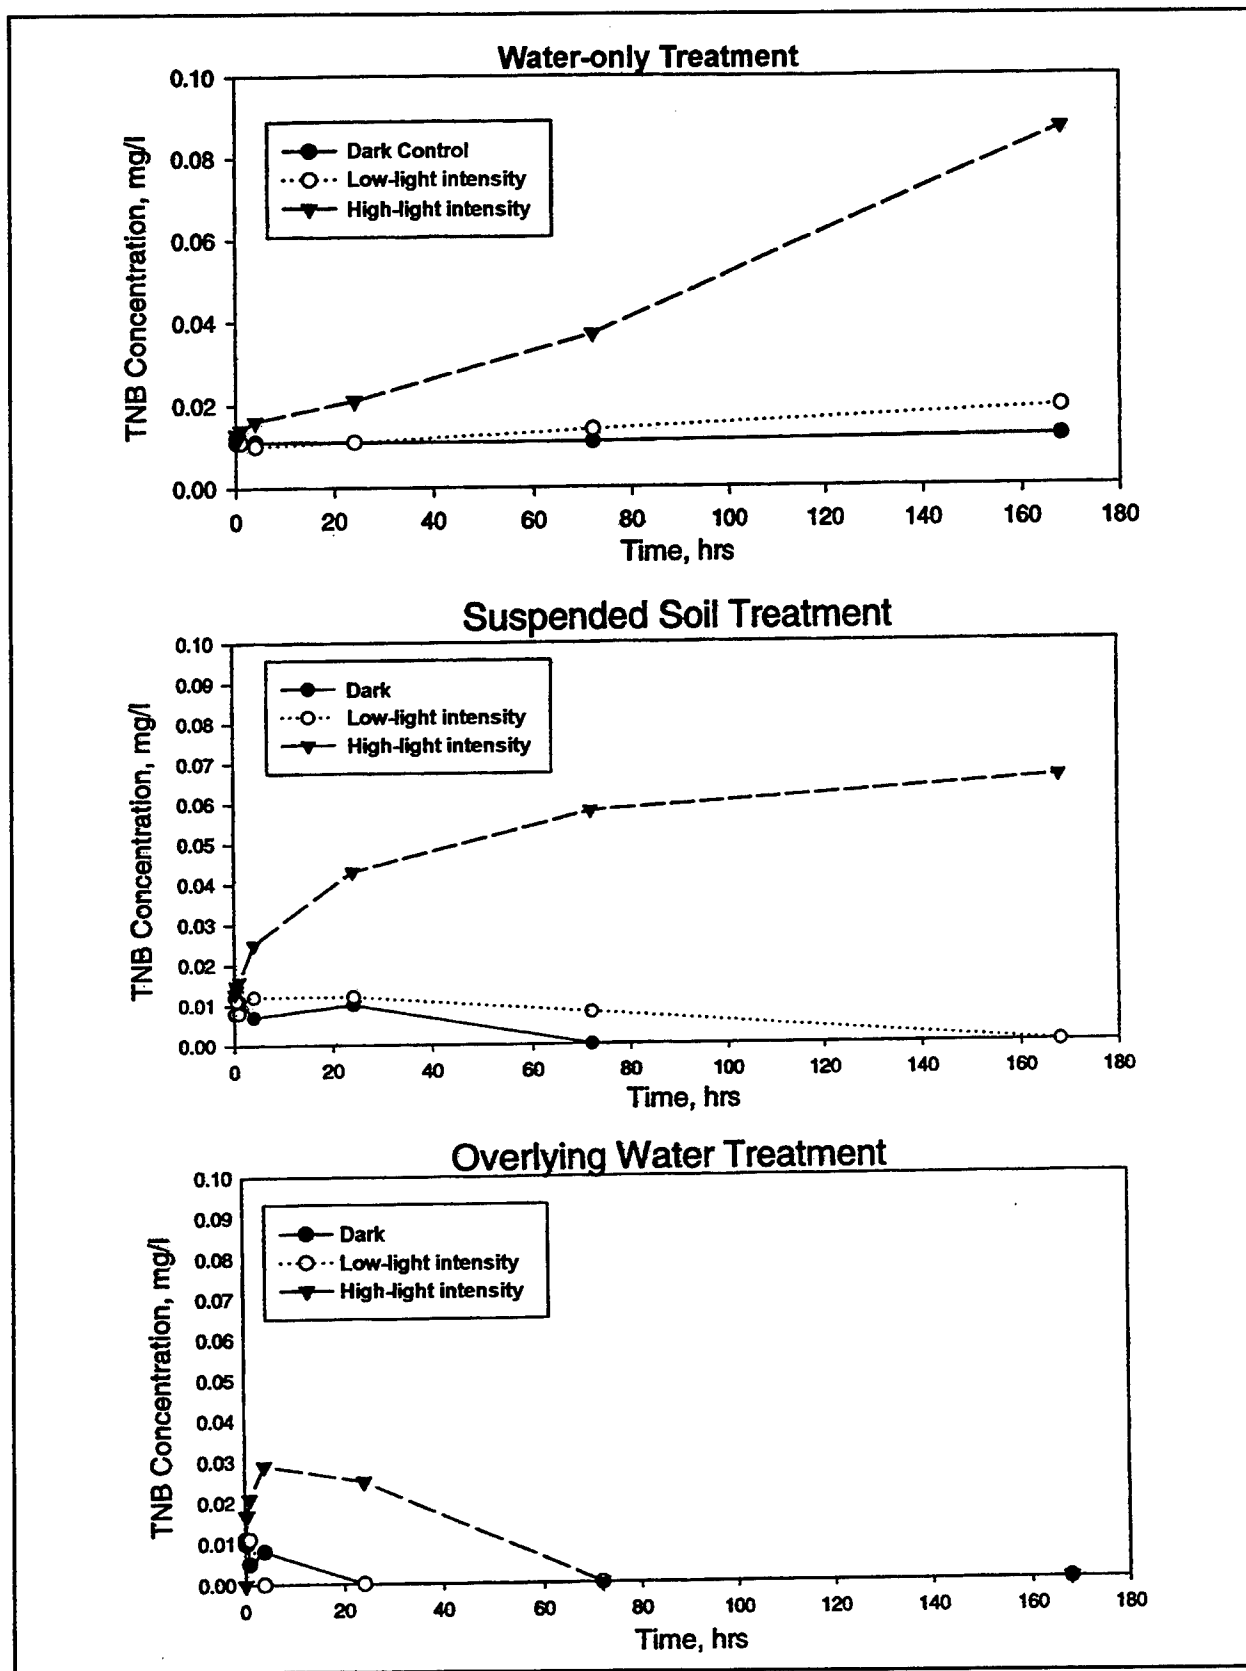 Water-only Treatment
TNB Concentration, mg/l
0.10
0.08
0.06
0.04
0.02
0.00
Dark Control
Low-light intensity
High-light intensity
0 20 40 60 80 100 120 140 160 180
Time, hrs
Suspended Soil Treatment
TNB Concentration, mg/l
0.10
0.09
0.08
0.07
0.06
0.05
0.04
0.03
0.02
0.01
0.00
Dark
Low-light intensity
High-light intensity
0 20 40 60 80 100 120 140 160 180
Time, hrs
Overlying Water Treatment
TNB Concentration, mg/l
0.10
0.09
0.08
0.07
0.06
0.05
0.04
0.03
0.02
0.01
0.00
Dark
Low-light intensity
High-light intensity
0 20 40 60 80 100 120 140 160 180
Time, hrs